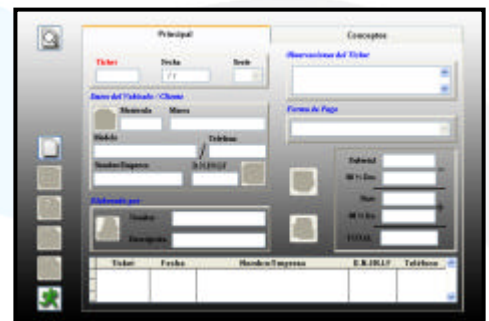 Principal
Conceptos
Ticket
Fecha
Serie
/ /
Observaciones del Ticket
Datos del Vehículo / Cliente
Matrícula
Marca
Modelo
Teléfono
Nombre/Empresa
D.N.I/N.I.F
Forma de Pago
Subtotal
Elaborado por
Nombre
Descripción
TOTAL
Ticket
Fecha
Nombre/Empresa
D.N.I/N.I.F
Teléfono